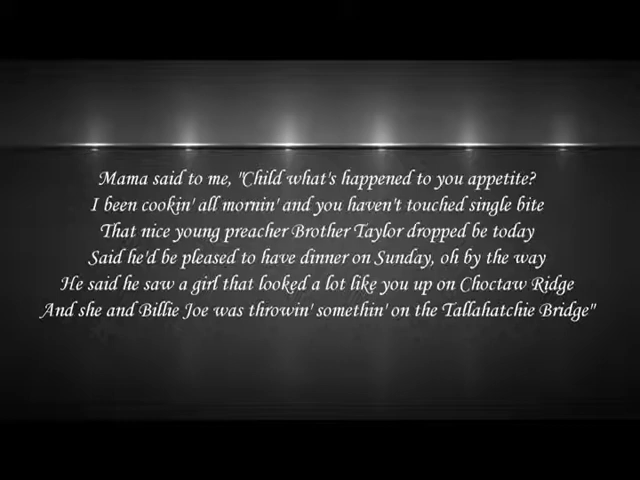 Mama said to me, "Child what's happened to you appetite?
I been cookin' all mornin' and you haven't touched single bite
That nice young preacher Brother Taylor dropped be today
Said he'd be pleased to have dinner on Sunday, oh by the way
He said he saw a girl that looked a lot like you up on Choctaw Ridge
And she and Billie Joe was throwin' somethin' on the Tallahatchie Bridge"